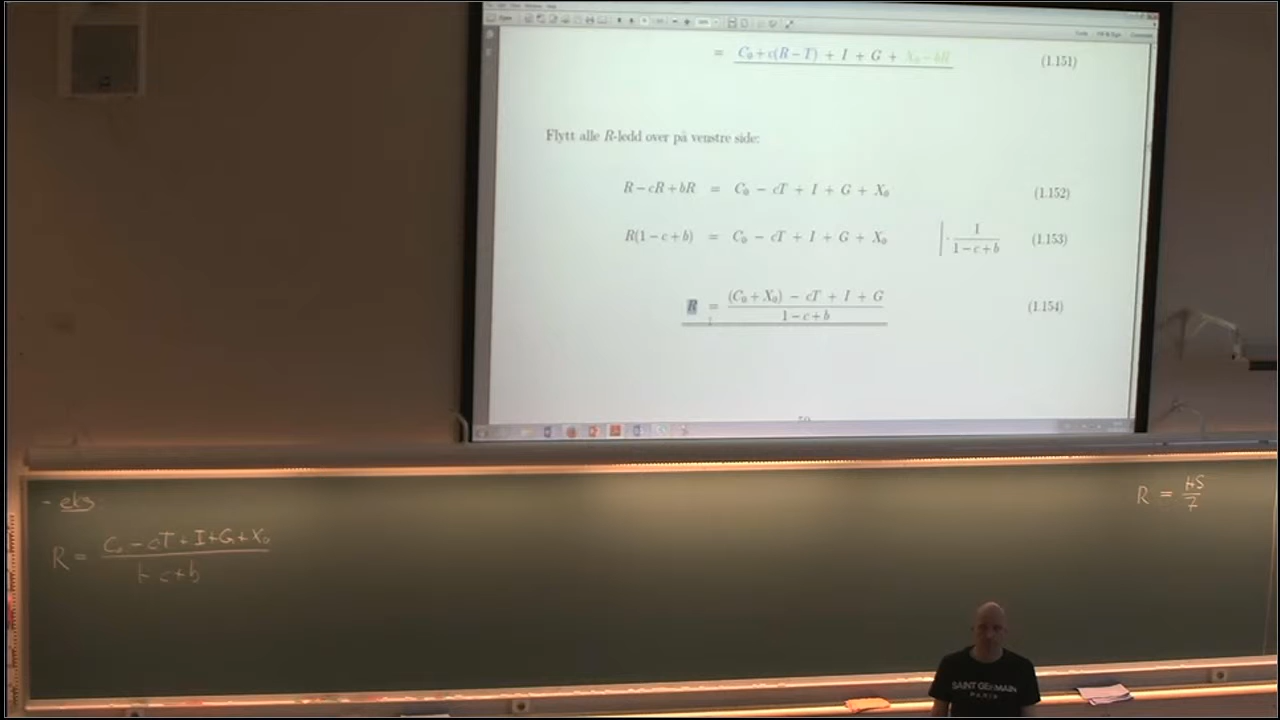 = C₀ + c(R − T) + I + G + X₀ − bR (1.151)
Flytt alle R-ledd over på venstre side:
R − cR + bR = C₀ − cT + I + G + X₀ (1.152)
R(1 − c + b) = C₀ − cT + I + G + X₀ | · 1/(1 − c + b) (1.153)
R = ((C₀ + X₀) − cT + I + G)/(1 − c + b) (1.154)
- eks
R = (C₀ − cT + I + G + X₀)/(1 − c + b)
R =
SAINT GERMAIN
PARIS